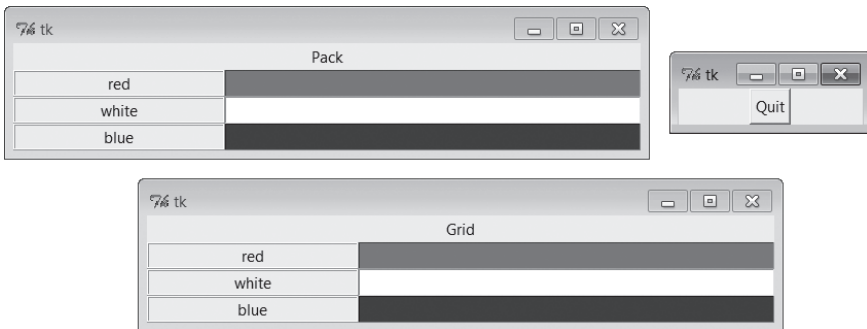 tk
Pack
red
white
blue
tk
Quit
tk
Grid
red
white
blue